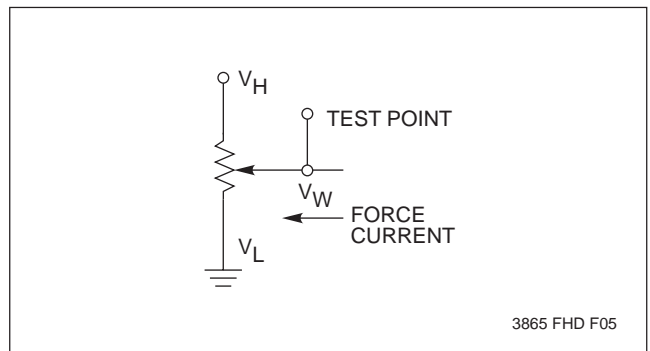 VH
TEST POINT
VW
FORCE
CURRENT
VL
3865 FHD F05